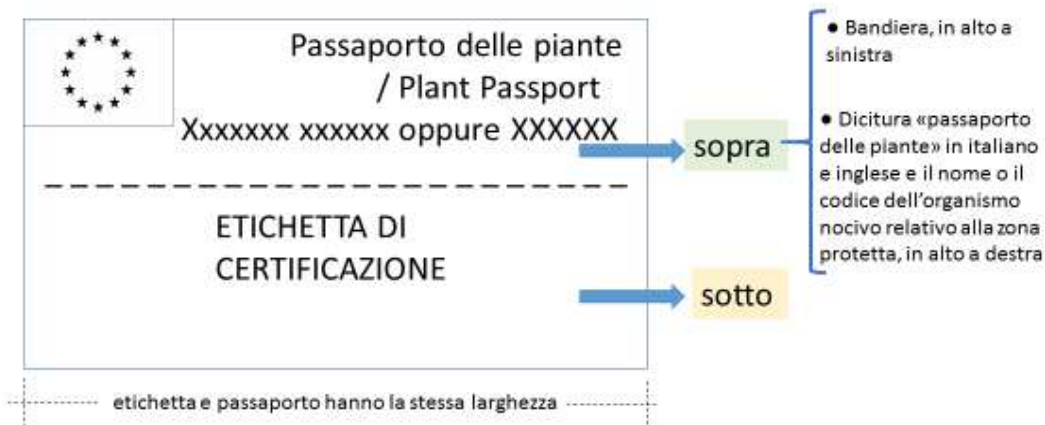 Passaporto delle piante
/ Plant Passport
Xxxxxxx xxxxxx oppure XXXXXX
ETICHETTA DI
CERTIFICAZIONE
etichetta e passaporto hanno la stessa larghezza
sopra
sotto
● Bandiera, in alto a
sinistra
● Dicitura «passaporto
delle piante» in italiano
e inglese e il nome o il
codice dell'organismo
nocivo relativo alla zona
protetta, in alto a destra